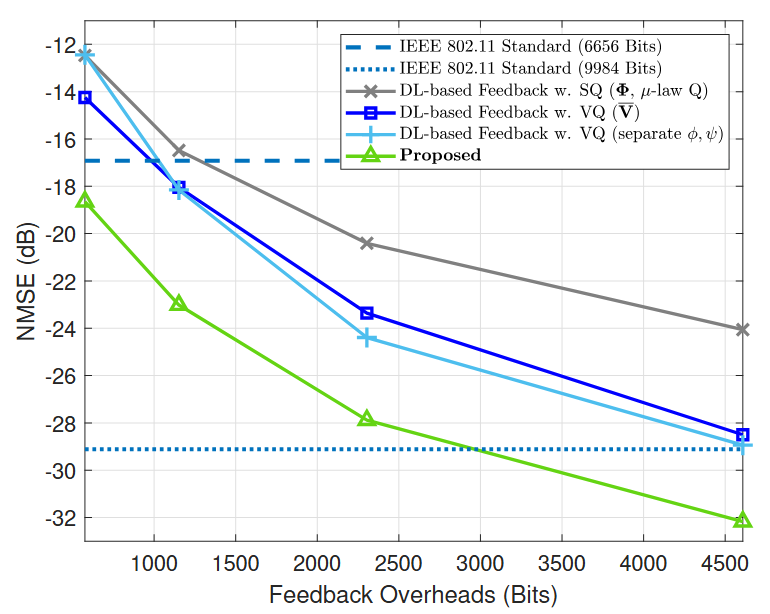 -12
-14
-16
-18
-20
-22
-24
-26
-28
-30
-32
NMSE (dB)
IEEE 802.11 Standard (6656 Bits)
IEEE 802.11 Standard (9984 Bits)
DL-based Feedback w. SQ (Φ, μ-law Q)
DL-based Feedback w. VQ (V̅)
DL-based Feedback w. VQ (separate ϕ, ψ)
Proposed
1000 1500 2000 2500 3000 3500 4000 4500
Feedback Overheads (Bits)